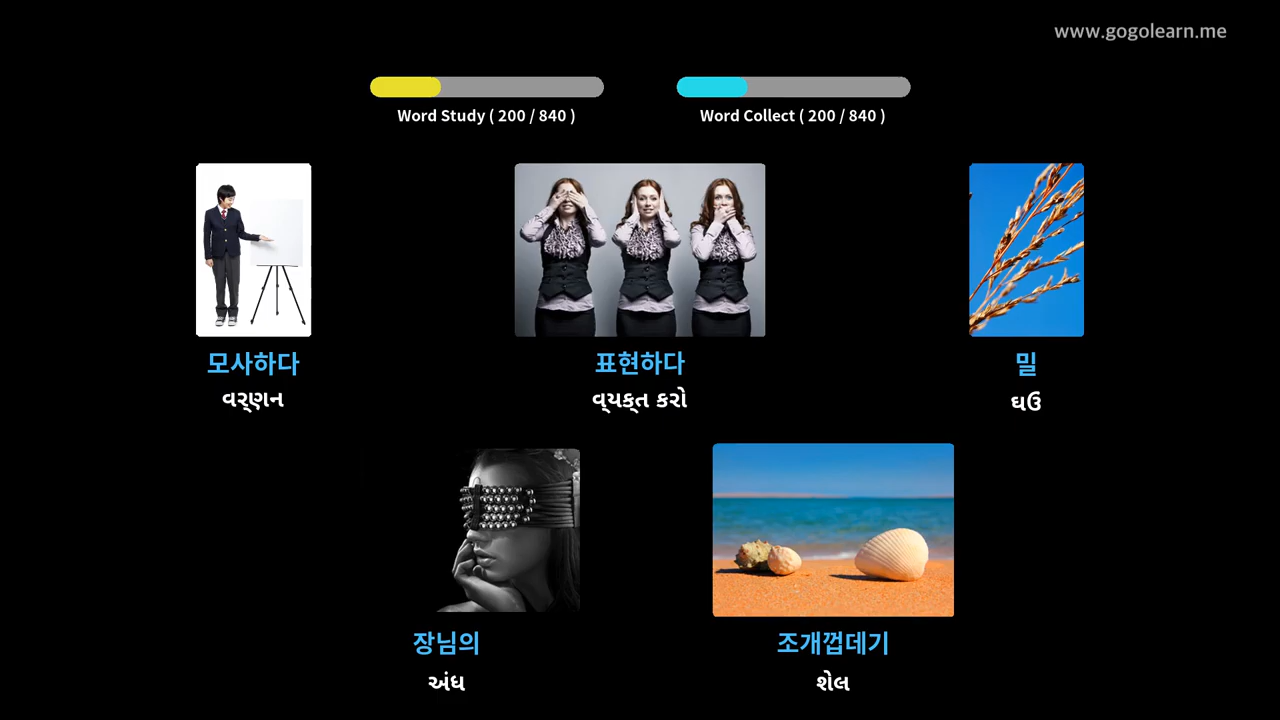 www.gogolearn.me
Word Study ( 200 / 840 )
Word Collect ( 200 / 840 )
모사하다
વર્ણન
표현하다
વ્યક્ત કરો
밀
ઘઉં
장님의
અંધ
조개껍데기
શેલ